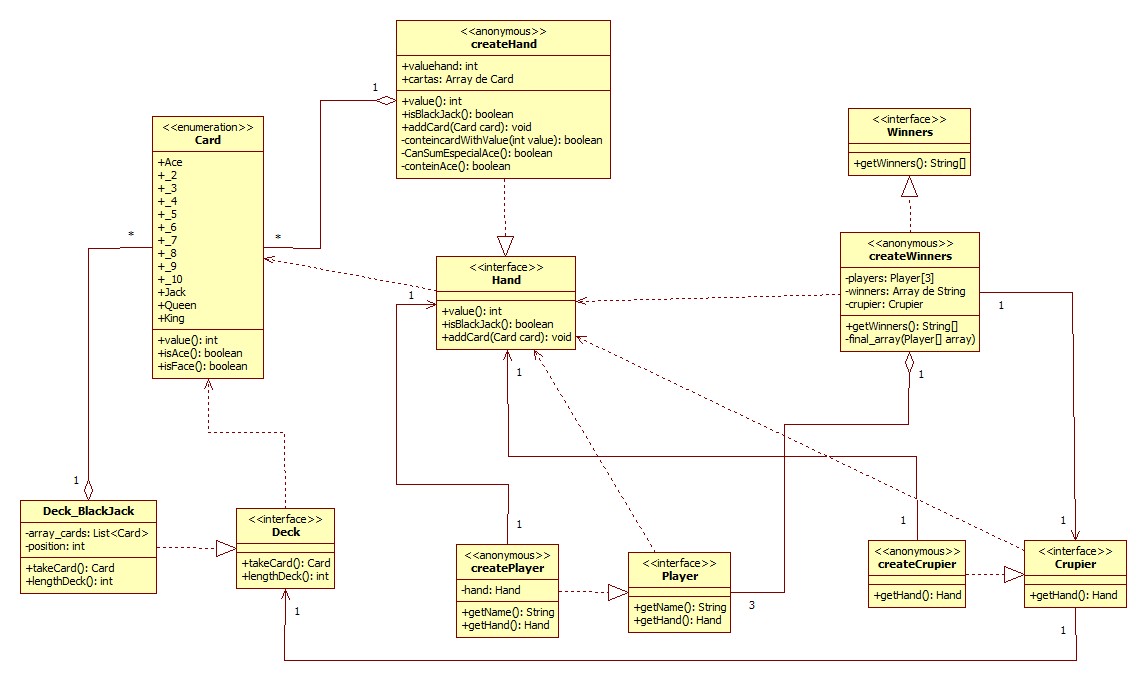 <<anonymous>>
createHand
+valuehand: int
+cartas: Array de Card
+value(): int
+isBlackJack(): boolean
+addCard(Card card): void
-conteincardWithValue(int value): boolean
-CanSumEspecialAce(): boolean
-conteinAce(): boolean
1
*
<<enumeration>>
Card
+Ace
+_2
+_3
+_4
+_5
+_6
+_7
+_8
+_9
+_10
+Jack
+Queen
+King
+value(): int
+isAce(): boolean
+isFace(): boolean
*
1
<<interface>>
Winners
+getWinners(): String[]
<<anonymous>>
createWinners
-players: Player[3]
-winners: Array de String
-crupier: Crupier
+getWinners(): String[]
-final_array(Player[] array)
1
1
<<interface>>
Hand
+value(): int
+isBlackJack(): boolean
+addCard(Card card): void
1
1
Deck_BlackJack
-array_cards: List<Card>
-position: int
+takeCard(): Card
+lengthDeck(): int
<<interface>>
Deck
+takeCard(): Card
+lengthDeck(): int
1
1
<<anonymous>>
createPlayer
-hand: Hand
+getName(): String
+getHand(): Hand
<<interface>>
Player
+getName(): String
+getHand(): Hand
3
1
<<anonymous>>
createCrupier
+getHand(): Hand
1
<<interface>>
Crupier
+getHand(): Hand
1